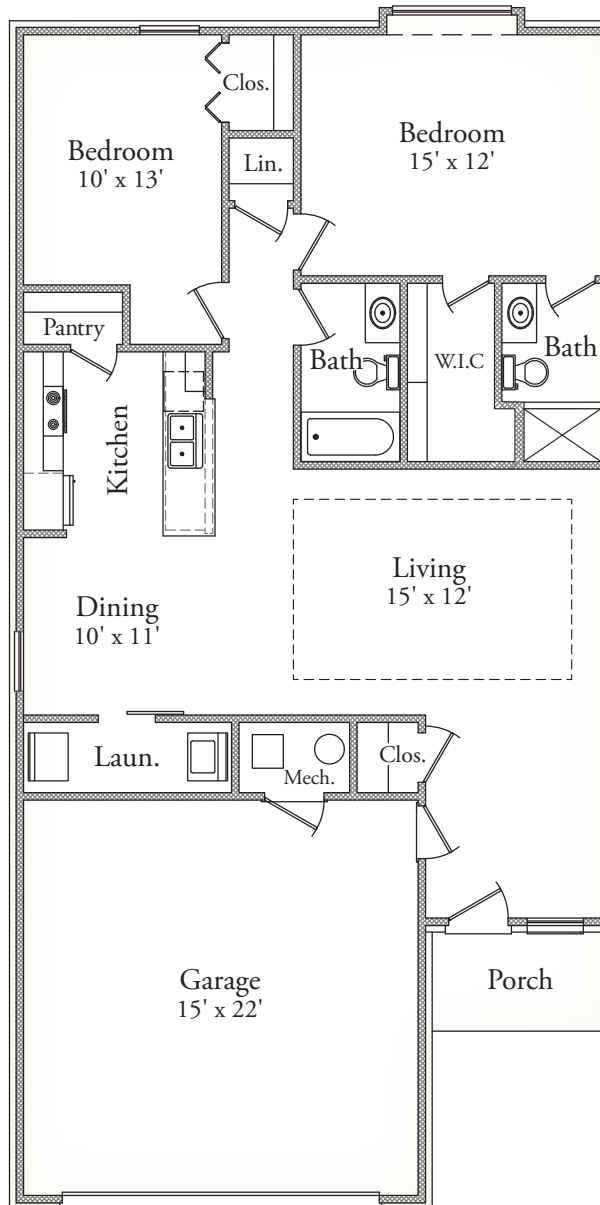 Clos.
Bedroom
10' x 13'
Lin.
Bedroom
15' x 12'
Pantry
Bath
W.I.C
Bath
Kitchen
Living
15' x 12'
Dining
10' x 11'
Laun.
Mech.
Clos.
Garage
15' x 22'
Porch